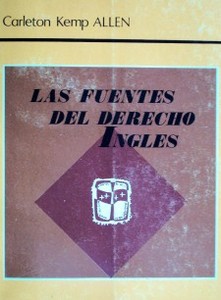 Carleton Kemp ALLEN
LAS FUENTES
DEL DERECHO
INGLES